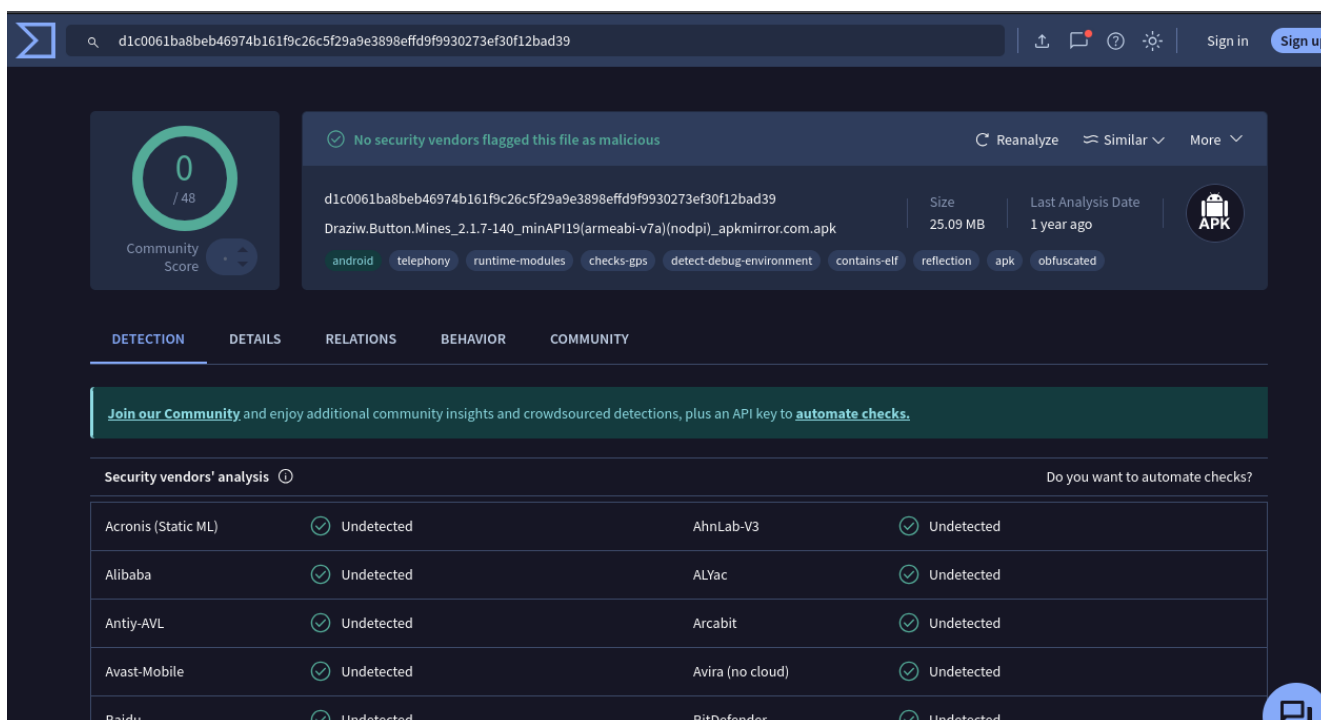 d1c0061ba8beb46974b161f9c26c5f29a9e3898effd9f9930273ef30f12bad39
Sign in
Sign u
0
/ 48
Community
Score
No security vendors flagged this file as malicious
Reanalyze
Similar
More
d1c0061ba8beb46974b161f9c26c5f29a9e3898effd9f9930273ef30f12bad39
Draziw.Button.Mines_2.1.7-140_minAPI19(armeabi-v7a)(nodpi)_apkmirror.com.apk
Size
25.09 MB
Last Analysis Date
1 year ago
APK
android telephony runtime-modules checks-gps detect-debug-environment contains-elf reflection apk obfuscated
DETECTION DETAILS RELATIONS BEHAVIOR COMMUNITY
Join our Community and enjoy additional community insights and crowdsourced detections, plus an API key to automate checks.
Security vendors' analysis
Do you want to automate checks?
Acronis (Static ML) Undetected AhnLab-V3 Undetected
Alibaba Undetected ALYac Undetected
Antiy-AVL Undetected Arcabit Undetected
Avast-Mobile Undetected Avira (no cloud) Undetected
Baidu Undetected BitDefender Undetected